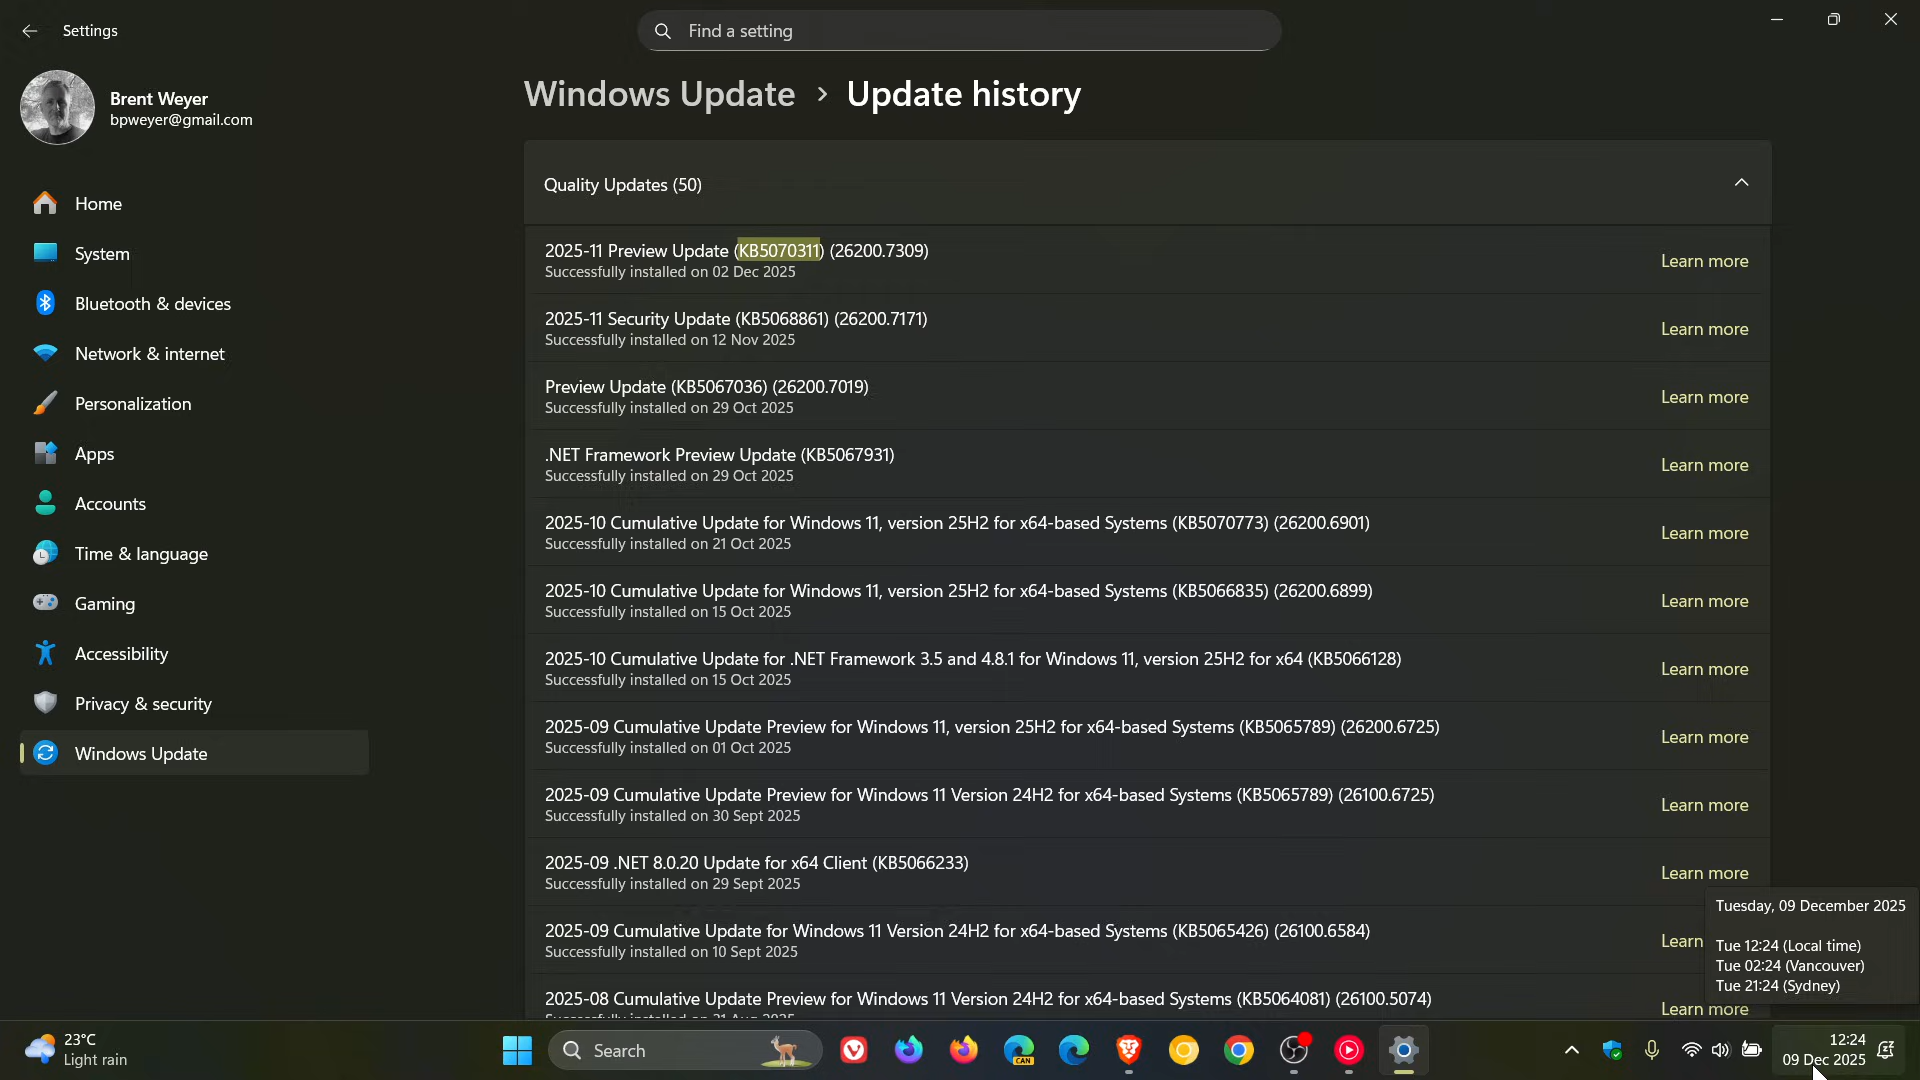 Settings
Find a setting
Brent Weyer
bpweyer@gmail.com
Home
System
Bluetooth & devices
Network & internet
Personalization
Apps
Accounts
Time & language
Gaming
Accessibility
Privacy & security
Windows Update
Windows Update > Update history
Quality Updates (50)
2025-11 Preview Update (KB5070311) (26200.7309)
Successfully installed on 02 Dec 2025
Learn more
2025-11 Security Update (KB5068861) (26200.7171)
Successfully installed on 12 Nov 2025
Learn more
Preview Update (KB5067036) (26200.7019)
Successfully installed on 29 Oct 2025
Learn more
.NET Framework Preview Update (KB5067931)
Successfully installed on 29 Oct 2025
Learn more
2025-10 Cumulative Update for Windows 11, version 25H2 for x64-based Systems (KB5070773) (26200.6901)
Successfully installed on 21 Oct 2025
Learn more
2025-10 Cumulative Update for Windows 11, version 25H2 for x64-based Systems (KB5066835) (26200.6899)
Successfully installed on 15 Oct 2025
Learn more
2025-10 Cumulative Update for .NET Framework 3.5 and 4.8.1 for Windows 11, version 25H2 for x64 (KB5066128)
Successfully installed on 15 Oct 2025
Learn more
2025-09 Cumulative Update Preview for Windows 11, version 25H2 for x64-based Systems (KB5065789) (26200.6725)
Successfully installed on 01 Oct 2025
Learn more
2025-09 Cumulative Update Preview for Windows 11 Version 24H2 for x64-based Systems (KB5065789) (26100.6725)
Successfully installed on 30 Sept 2025
Learn more
2025-09 .NET 8.0.20 Update for x64 Client (KB5066233)
Successfully installed on 29 Sept 2025
Learn more
2025-09 Cumulative Update for Windows 11 Version 24H2 for x64-based Systems (KB5065426) (26100.6584)
Successfully installed on 10 Sept 2025
Learn
2025-08 Cumulative Update Preview for Windows 11 Version 24H2 for x64-based Systems (KB5064081) (26100.5074)
Learn more
Tuesday, 09 December 2025
Tue 12:24 (Local time)
Tue 02:24 (Vancouver)
Tue 21:24 (Sydney)
23°C
Light rain
Search
CAN
12:24
09 Dec 2025